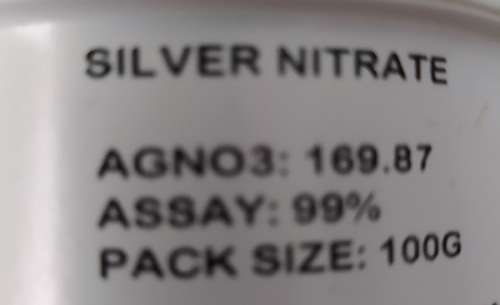 SILVER NITRATE
AGNO3: 169.87
ASSAY: 99%
PACK SIZE: 100G